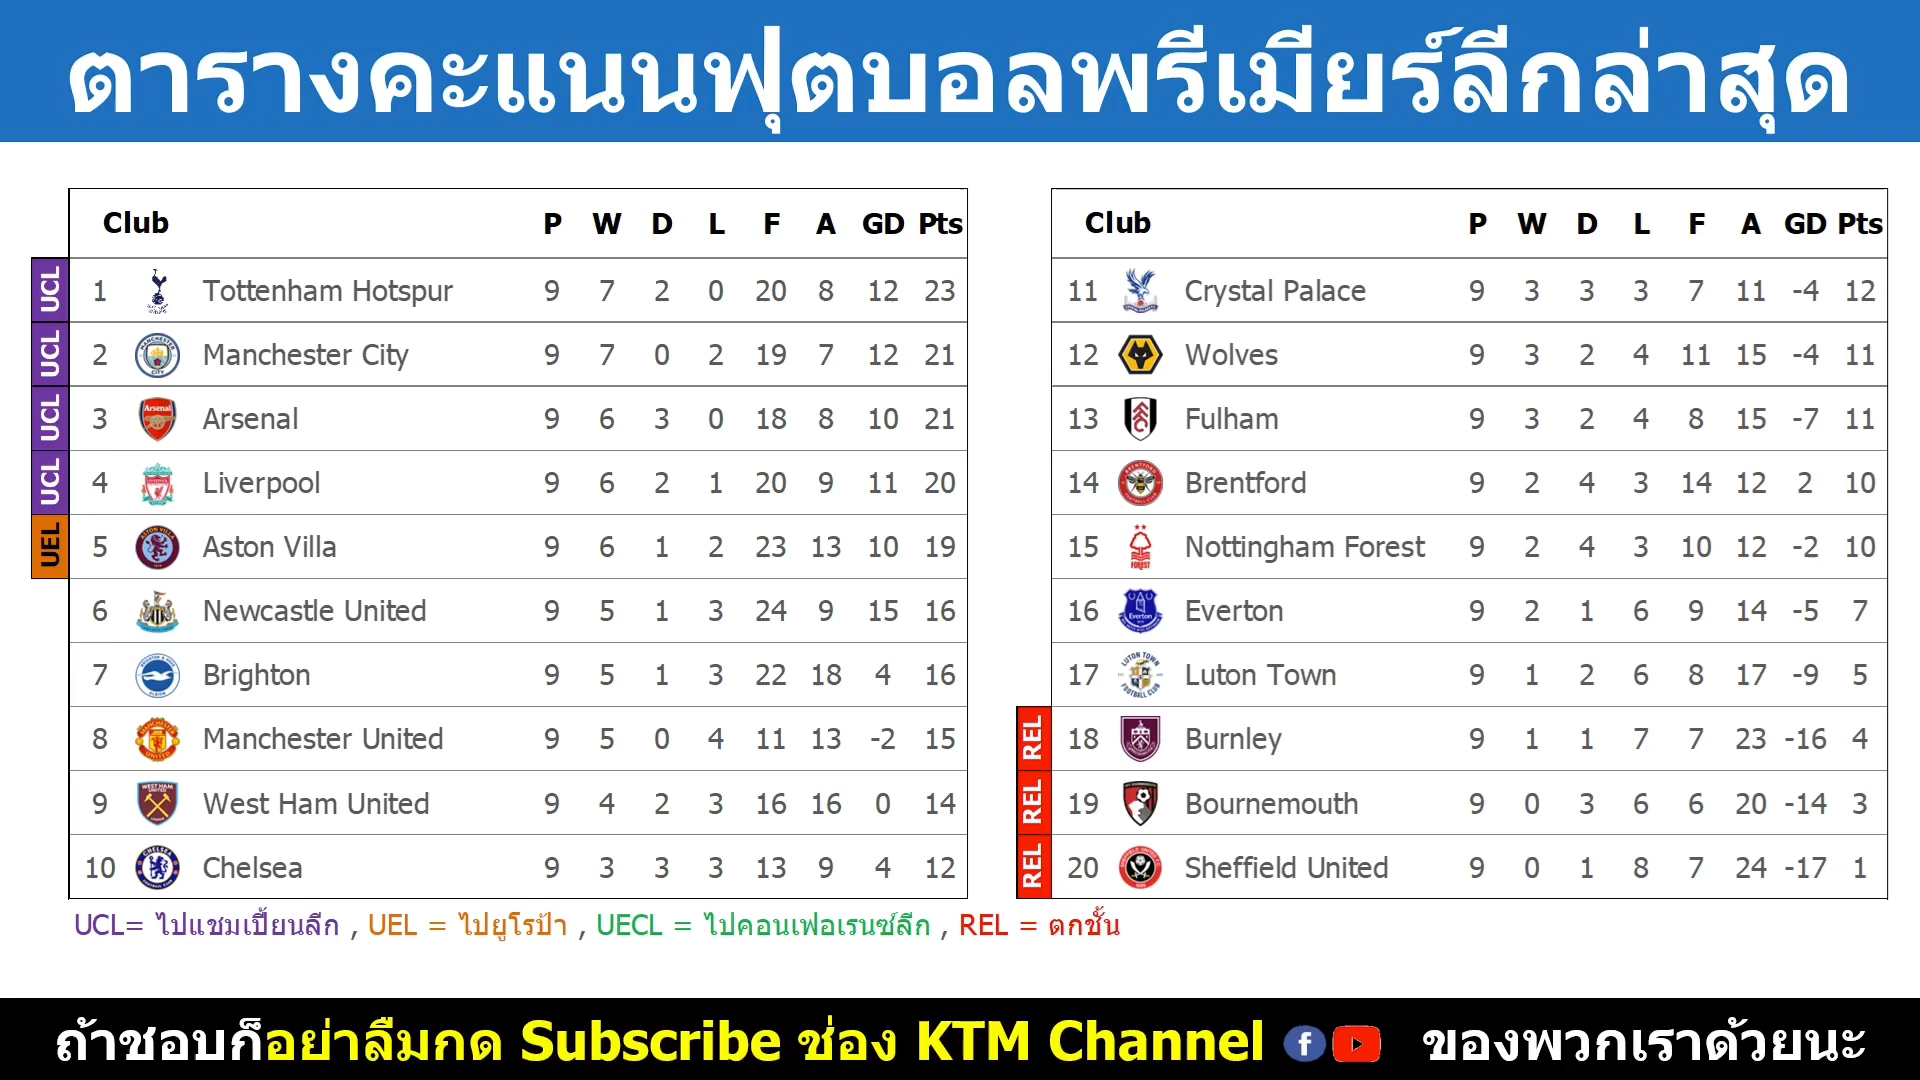 ตารางคะแนนฟุตบอลพรีเมียร์ลีกล่าสุด
Club P W D L F A GD Pts
UCL 1 Tottenham Hotspur 9 7 2 0 20 8 12 23
UCL 2 Manchester City 9 7 0 2 19 7 12 21
UCL 3 Arsenal 9 6 3 0 18 8 10 21
UCL 4 Liverpool 9 6 2 1 20 9 11 20
UEL 5 Aston Villa 9 6 1 2 23 13 10 19
6 Newcastle United 9 5 1 3 24 9 15 16
7 Brighton 9 5 1 3 22 18 4 16
8 Manchester United 9 5 0 4 11 13 -2 15
9 West Ham United 9 4 2 3 16 16 0 14
10 Chelsea 9 3 3 3 13 9 4 12
Club P W D L F A GD Pts
11 Crystal Palace 9 3 3 3 7 11 -4 12
12 Wolves 9 3 2 4 11 15 -4 11
13 Fulham 9 3 2 4 8 15 -7 11
14 Brentford 9 2 4 3 14 12 2 10
15 Nottingham Forest 9 2 4 3 10 12 -2 10
16 Everton 9 2 1 6 9 14 -5 7
17 Luton Town 9 1 2 6 8 17 -9 5
REL 18 Burnley 9 1 1 7 7 23 -16 4
REL 19 Bournemouth 9 0 3 6 6 20 -14 3
REL 20 Sheffield United 9 0 1 8 7 24 -17 1
UCL= ไปแชมเปี้ยนลีก , UEL = ไปยูโรป้า , UECL = ไปคอนเฟอเรนซ์ลีก , REL = ตกชั้น
ถ้าชอบก็อย่าลืมกด Subscribe ช่อง KTM Channel ของพวกเราด้วยนะ